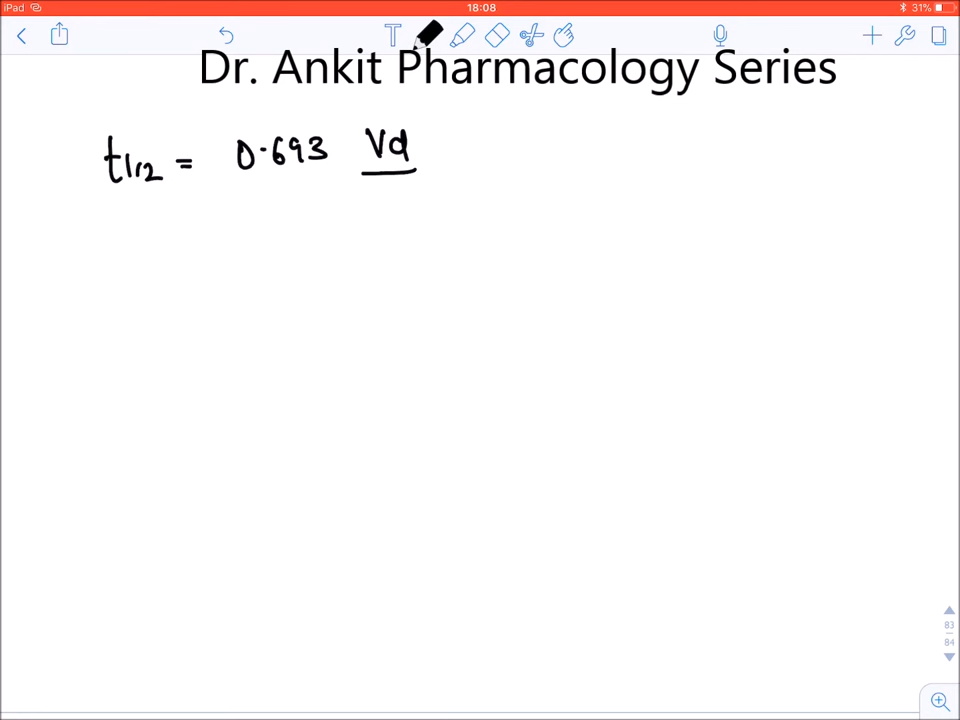 iPad 18:08 31%
T
Dr. Ankit Pharmacology Series
t1/2 = 0.693 Vd
83
84